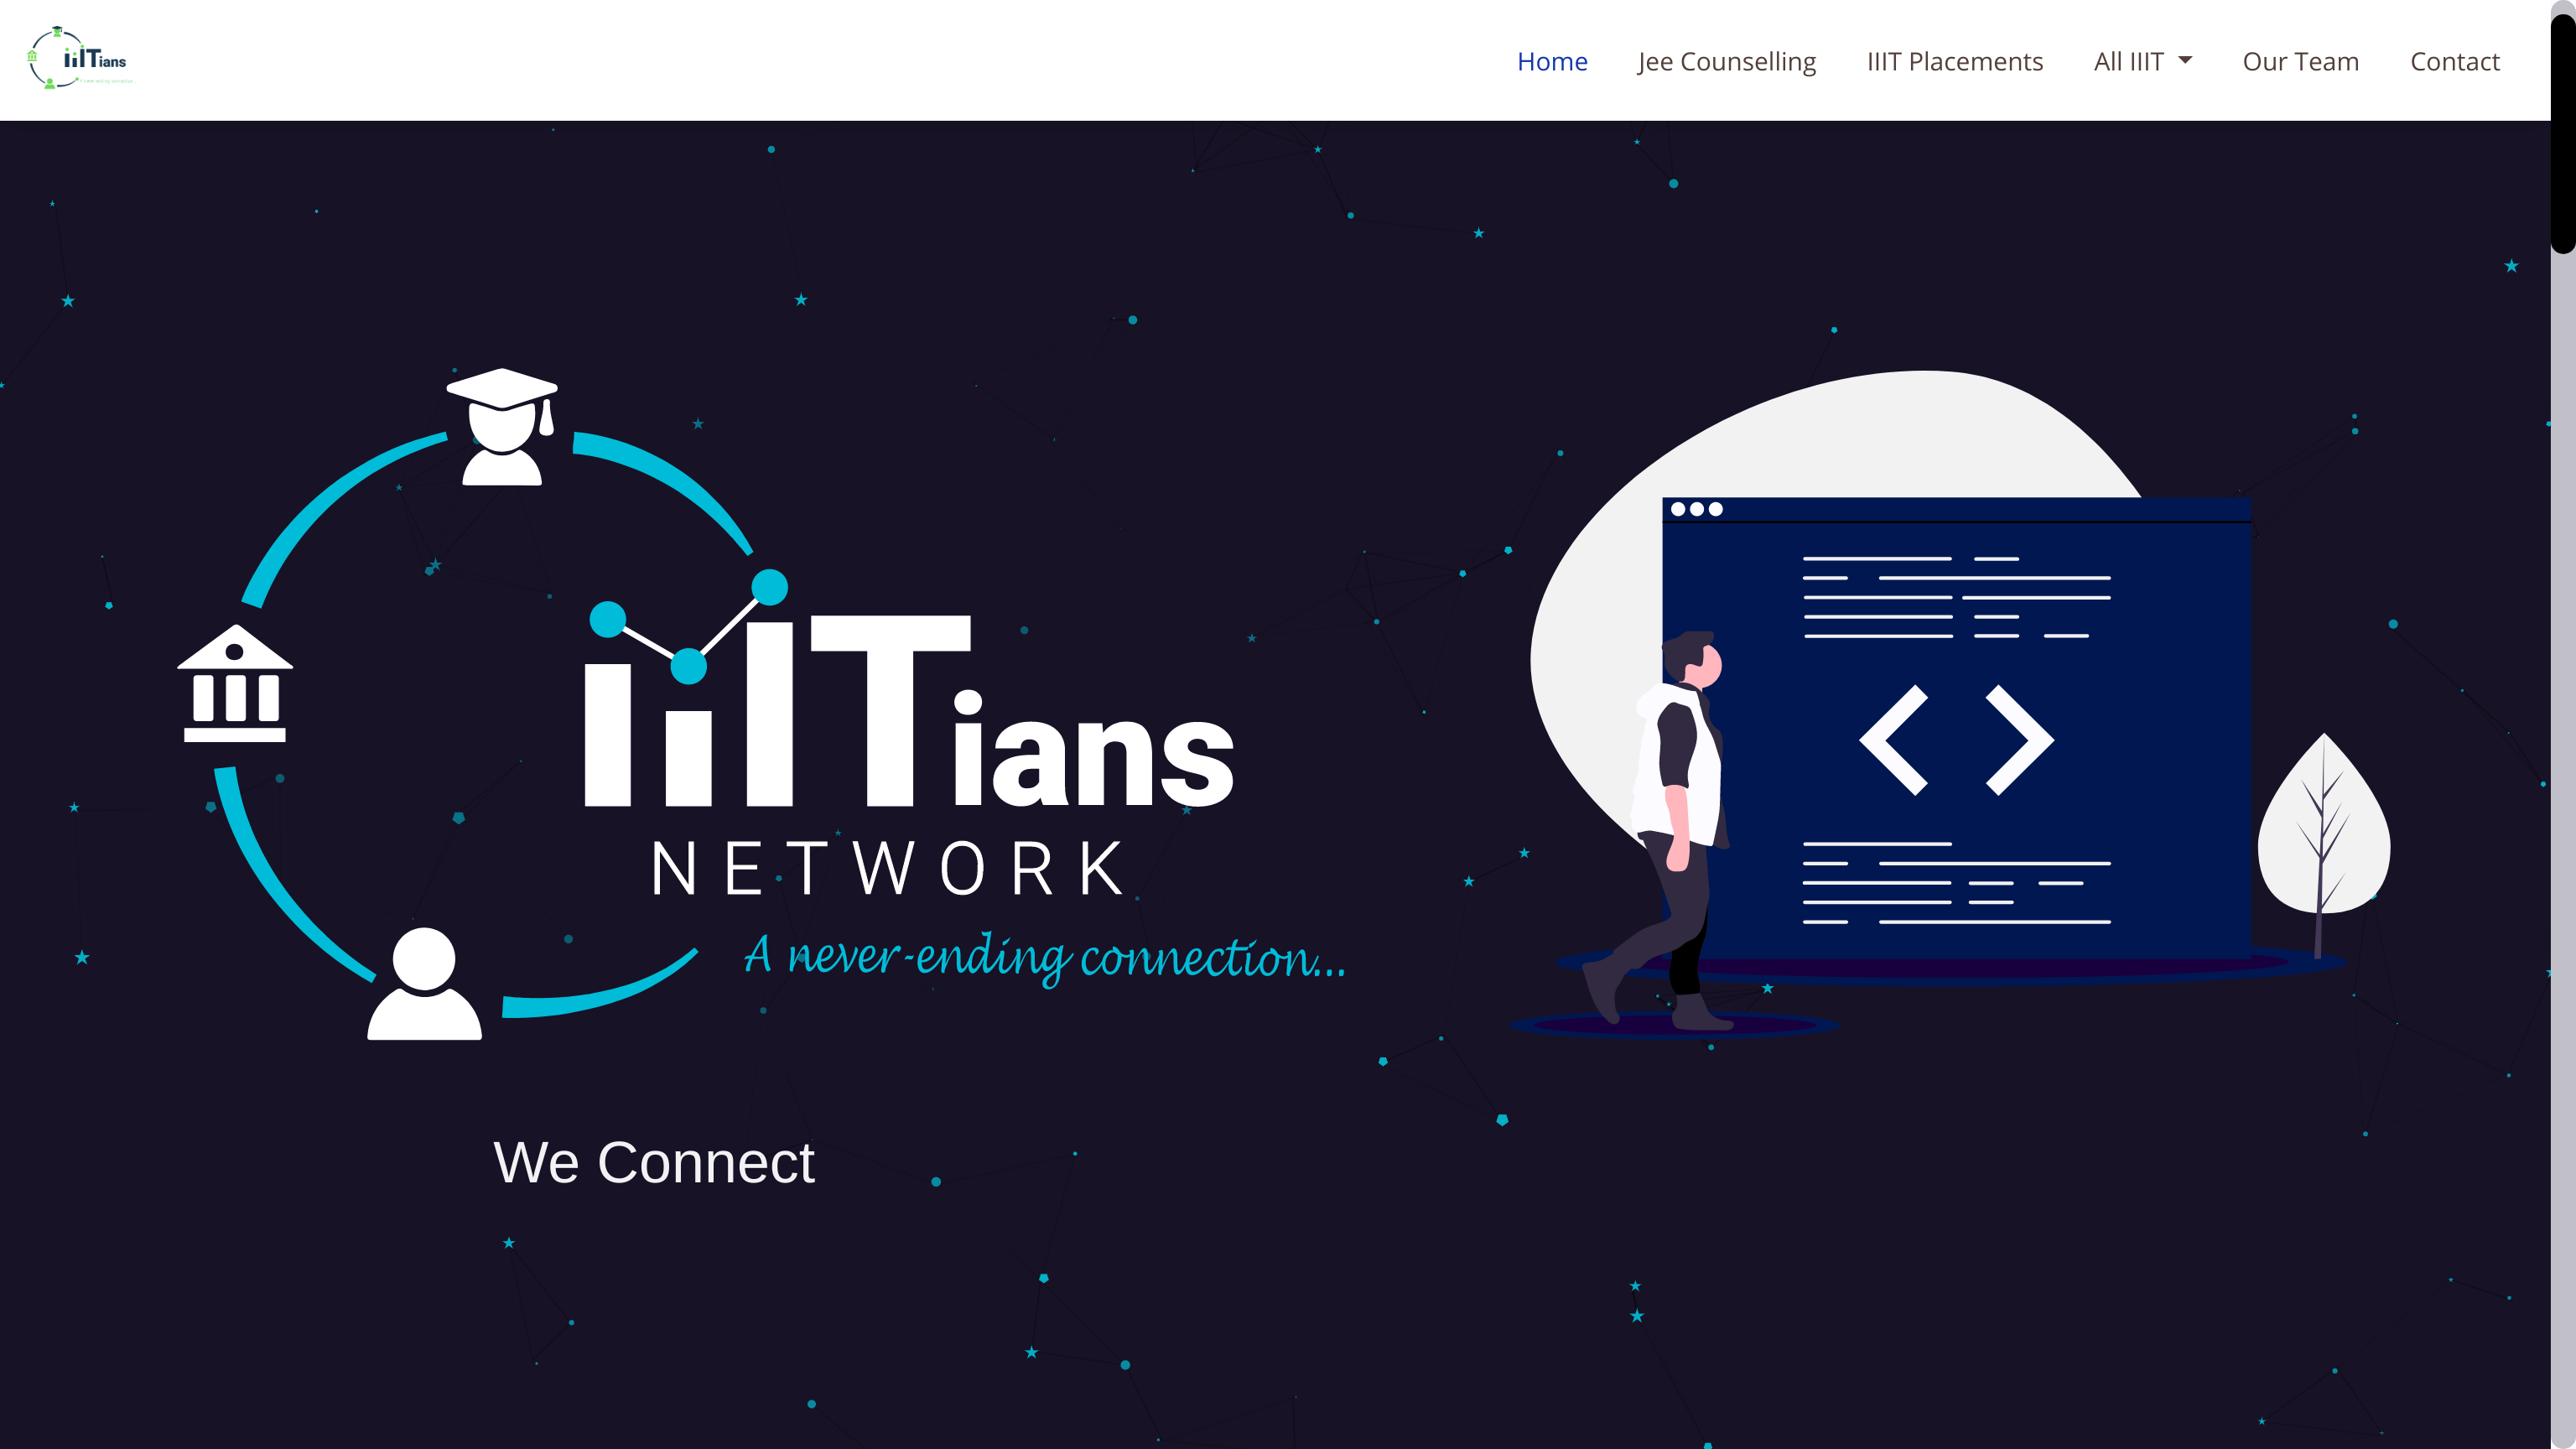 iiiTians
Home Jee Counselling IIIT Placements All IIIT Our Team Contact
iiiTians
NETWORK
A never-ending connection...
We Connect